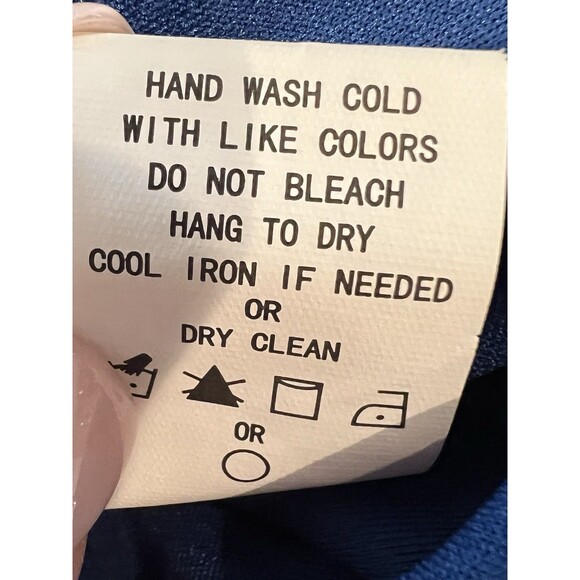 HAND WASH COLD
WITH LIKE COLORS
DO NOT BLEACH
HANG TO DRY
COOL IRON IF NEEDED
OR
DRY CLEAN
OR